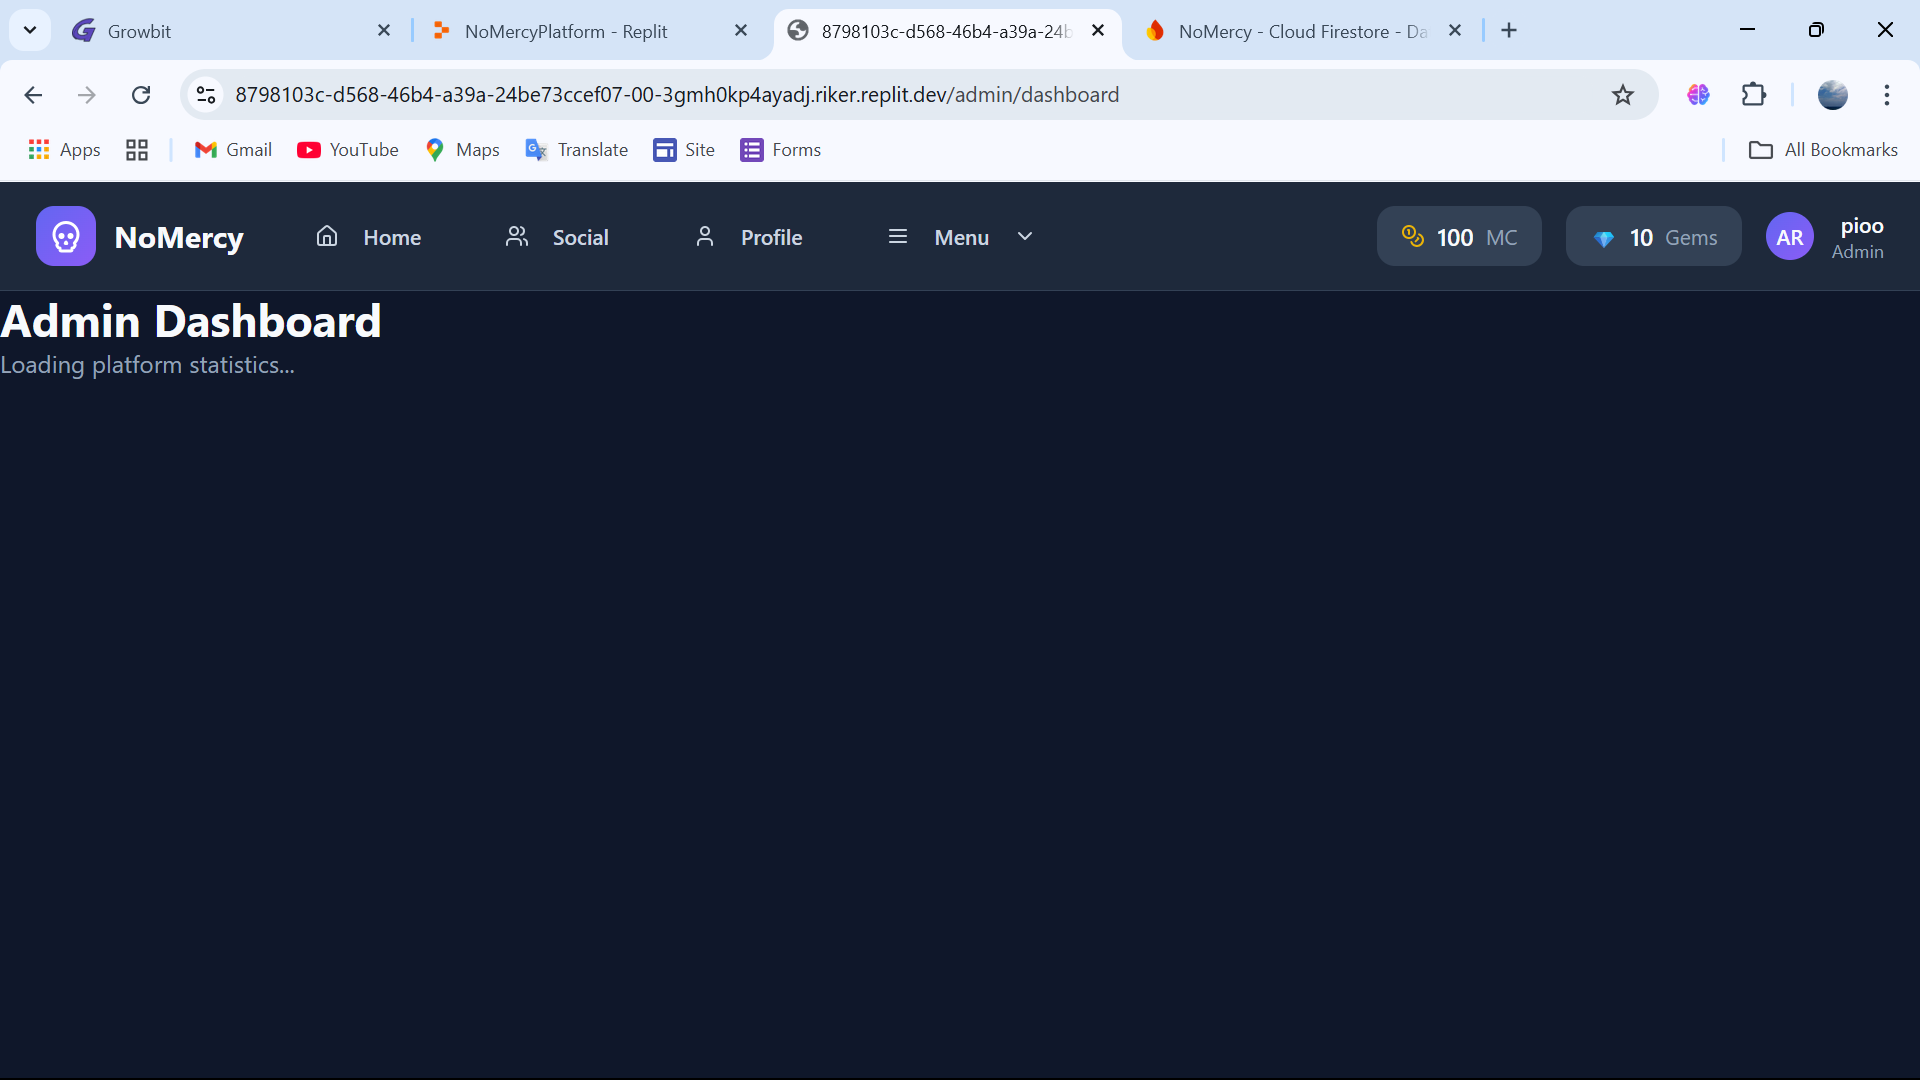 Growbit
NoMercyPlatform - Replit
8798103c-d568-46b4-a39a-24b
NoMercy - Cloud Firestore - Da
8798103c-d568-46b4-a39a-24be73ccef07-00-3gmh0kp4ayadj.riker.replit.dev/admin/dashboard
Apps
Gmail
YouTube
Maps
Translate
Site
Forms
All Bookmarks
NoMercy
Home
Social
Profile
Menu
100 MC
10 Gems
AR
pioo
Admin
Admin Dashboard
Loading platform statistics...